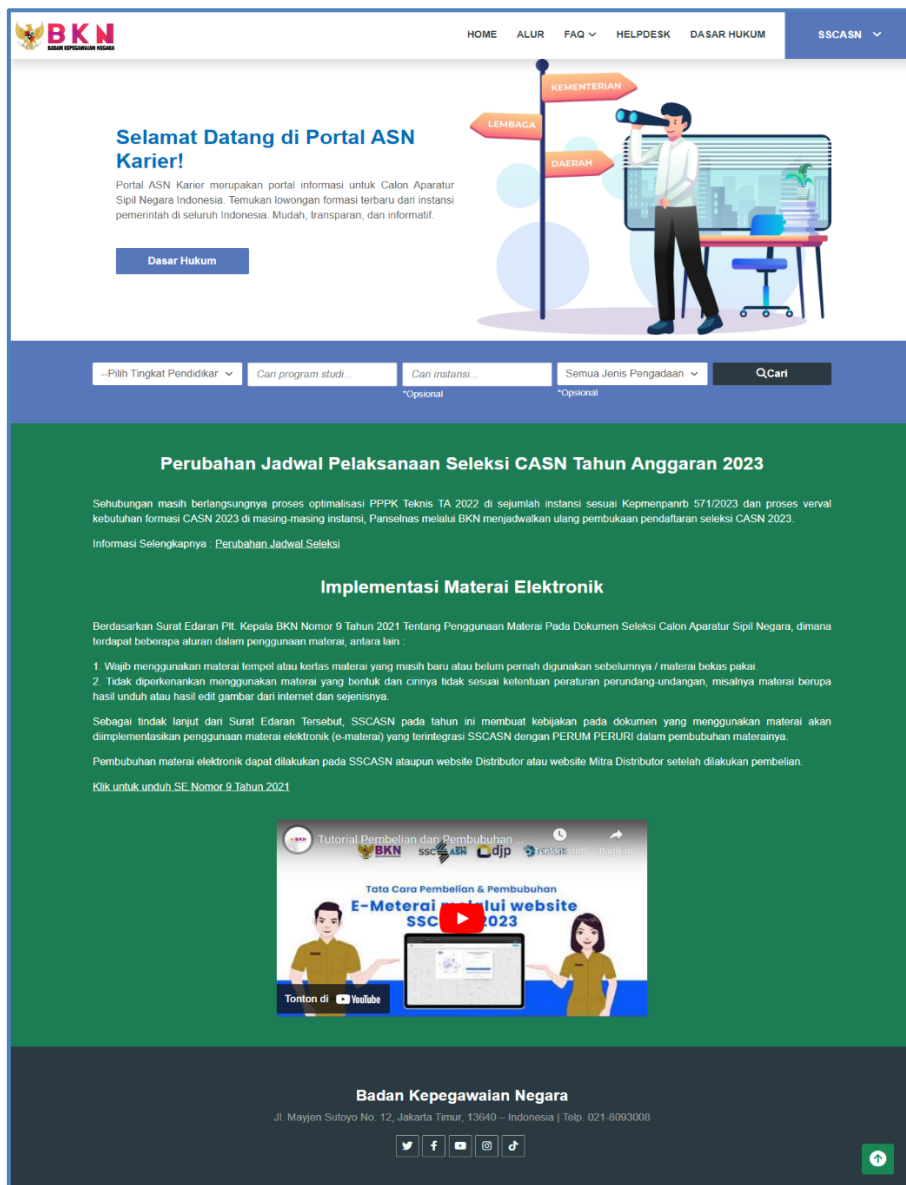 BKN
BADAN KEPEGAWAIAN NEGARA
HOME ALUR FAQ HELPDESK DASAR HUKUM SSCASN
KEMENTERIAN
LEMBAGA
DAERAH
Selamat Datang di Portal ASN
Karier!
Portal ASN Karier merupakan portal informasi untuk Calon Aparatur
Sipil Negara Indonesia. Temukan lowongan formasi terbaru dari instansi
pemerintah di seluruh Indonesia. Mudah, transparan, dan informatif.
Dasar Hukum
--Pilih Tingkat Pendidikar Cari program studi... Cari instansi... Semua Jenis Pengadaan Cari
*Opsional *Opsional
Perubahan Jadwal Pelaksanaan Seleksi CASN Tahun Anggaran 2023
Sehubungan masih berlangsungnya proses optimalisasi PPPK Teknis TA 2022 di sejumlah instansi sesuai Kepmenpanrb 571/2023 dan proses verval
kebutuhan formasi CASN 2023 di masing-masing instansi, Panselnas melalui BKN menjadwalkan ulang pembukaan pendaftaran seleksi CASN 2023.
Informasi Selengkapnya : Perubahan Jadwal Seleksi
Implementasi Materai Elektronik
Berdasarkan Surat Edaran Plt. Kepala BKN Nomor 9 Tahun 2021 Tentang Penggunaan Materai Pada Dokumen Seleksi Calon Aparatur Sipil Negara, dimana
terdapat beberapa aturan dalam penggunaan materai, antara lain :
1. Wajib menggunakan materai tempel atau kertas materai yang masih baru atau belum pernah digunakan sebelumnya / materai bekas pakai.
2. Tidak diperkenankan menggunakan materai yang bentuk dan cirinya tidak sesuai ketentuan peraturan perundang-undangan, misalnya materai berupa
hasil unduh atau hasil edit gambar dari internet dan sejenisnya.
Sebagai tindak lanjut dari Surat Edaran Tersebut, SSCASN pada tahun ini membuat kebijakan pada dokumen yang menggunakan materai akan
diimplementasikan penggunaan materai elektronik (e-materai) yang terintegrasi SSCASN dengan PERUM PERURI dalam pembubuhan materainya.
Pembubuhan materai elektronik dapat dilakukan pada SSCASN ataupun website Distributor atau website Mitra Distributor setelah dilakukan pembelian.
Klik untuk unduh SE Nomor 9 Tahun 2021
Tutorial Pembelian dan Pembubuhan ...
BKN SSCASN djp
Tata Cara Pembelian & Pembubuhan
E-Meterai melalui website
SSC 2023
Tonton di YouTube
Badan Kepegawaian Negara
Jl. Mayjen Sutoyo No. 12, Jakarta Timur, 13640 – Indonesia | Telp. 021-8093008